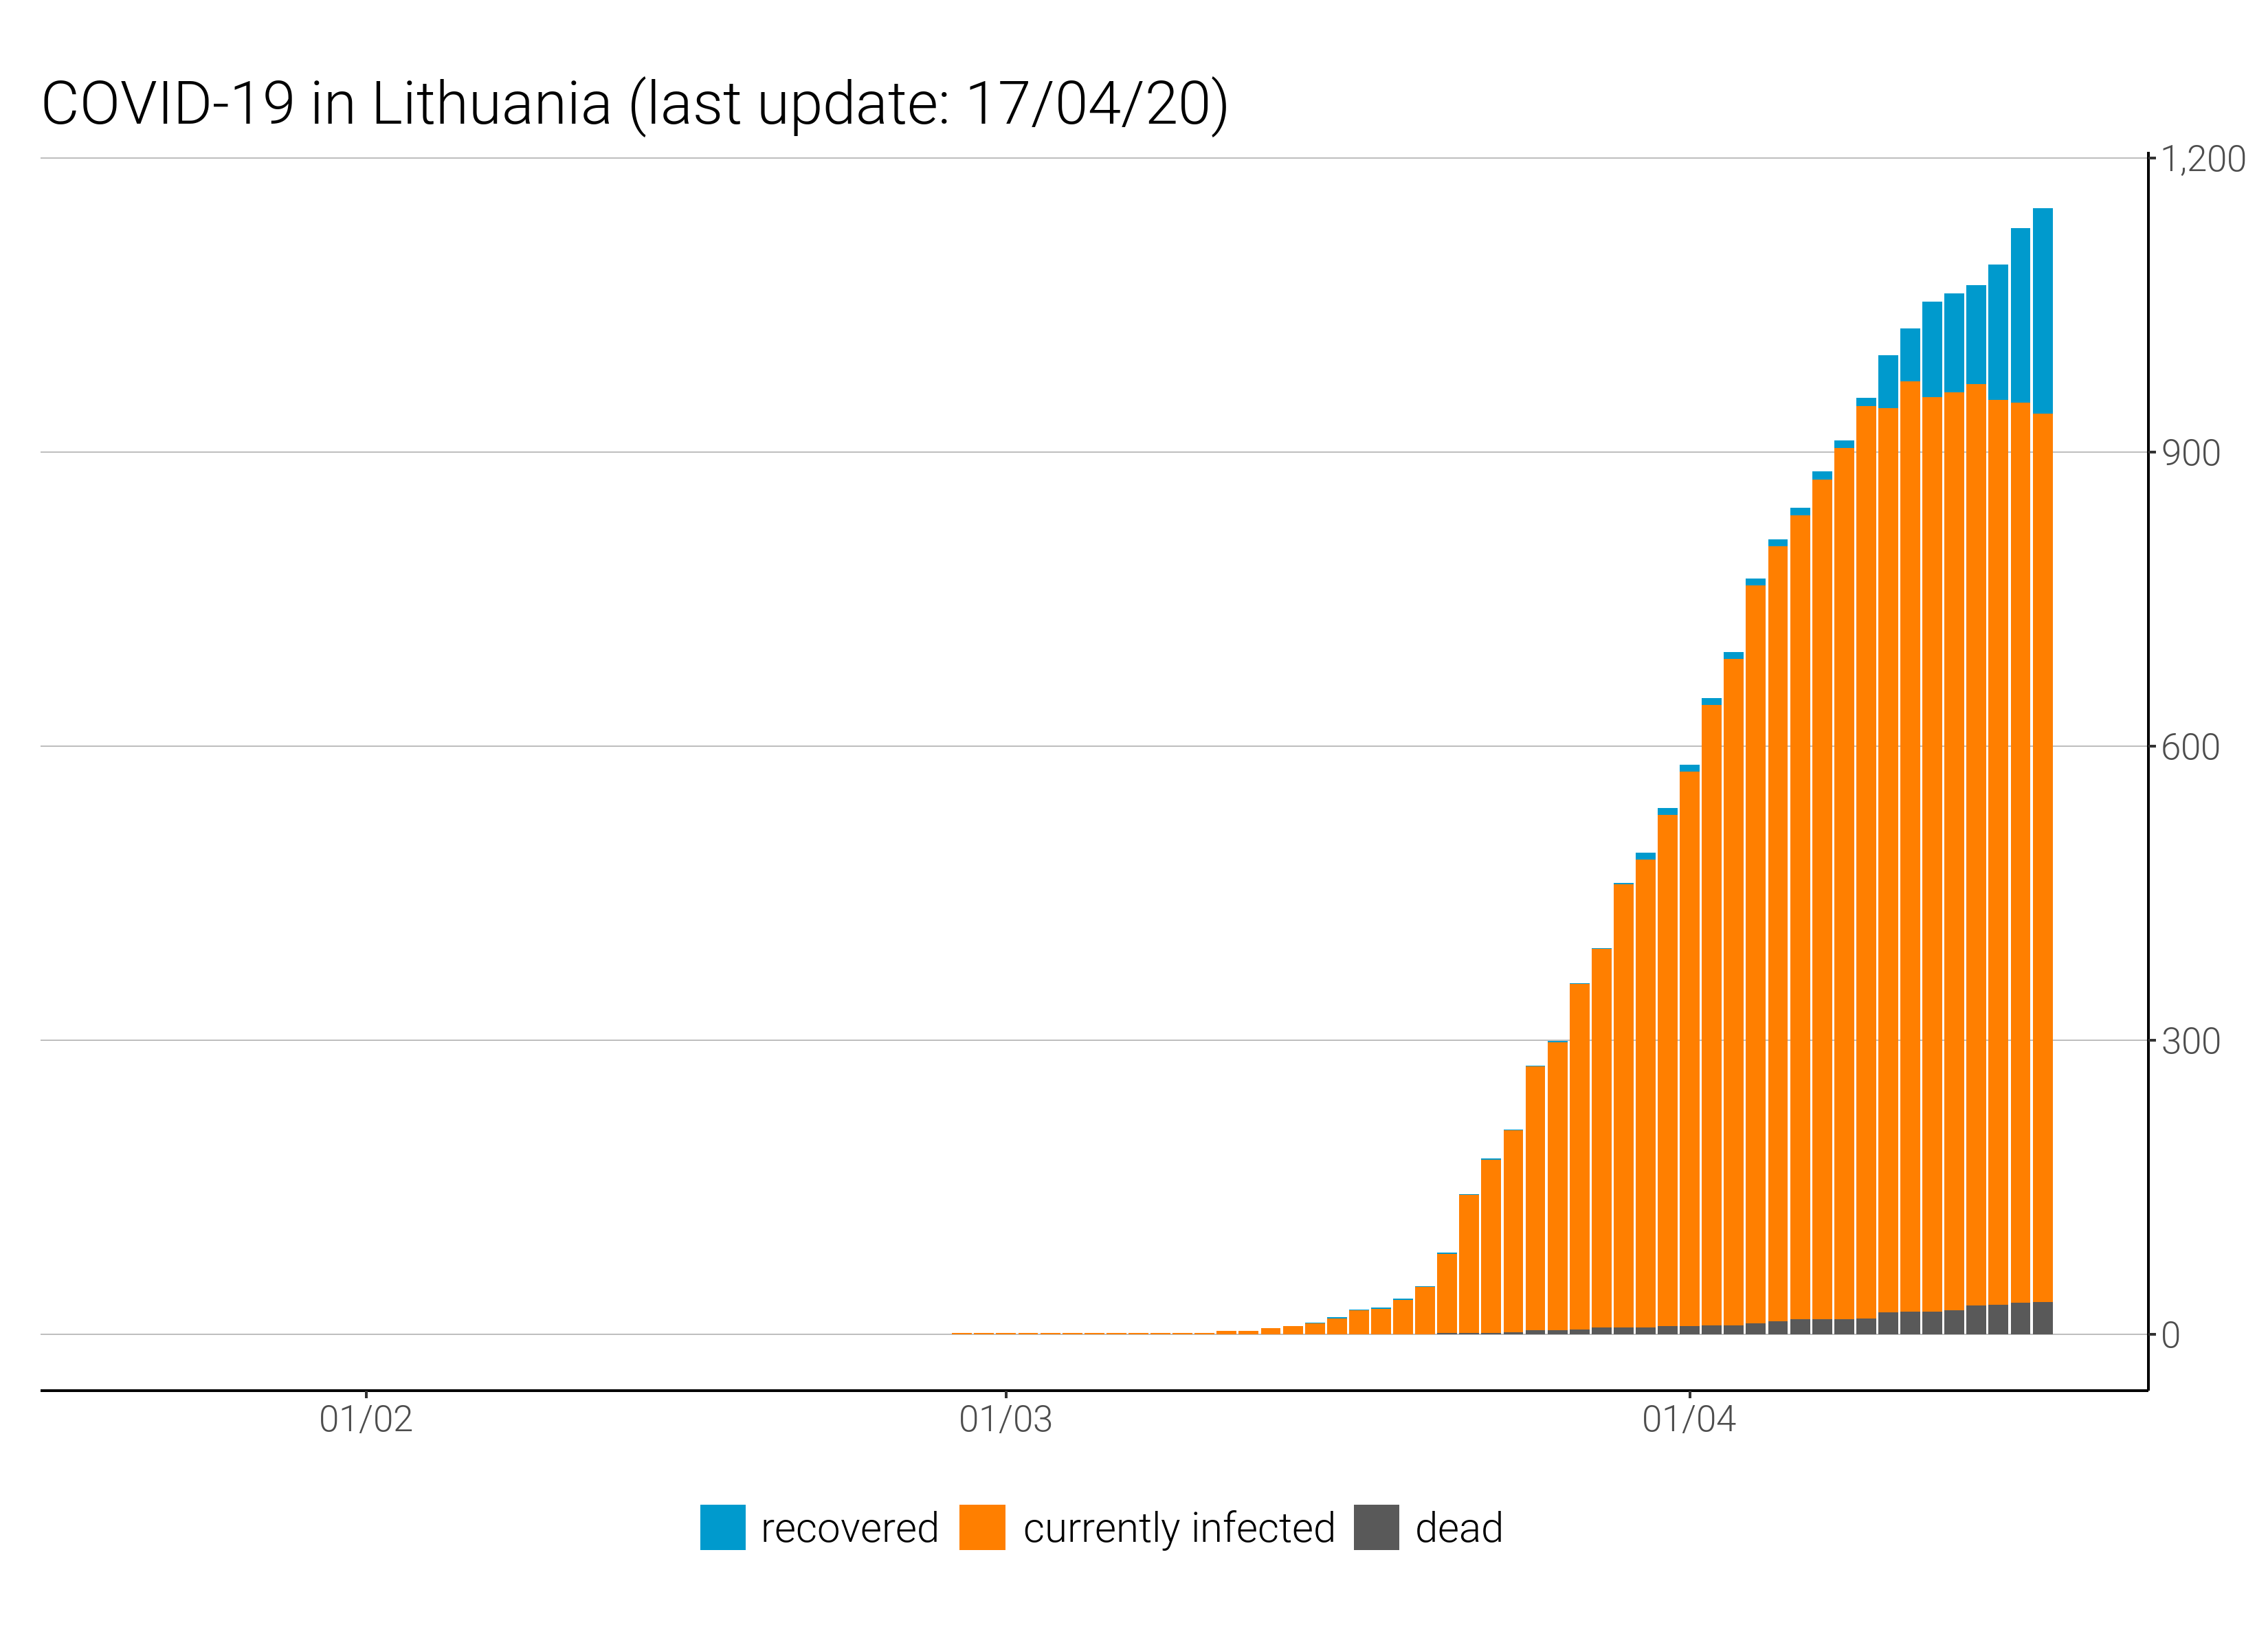 COVID-19 in Lithuania (last update: 17/04/20)
1,200
900
600
300
0
01/02 01/03 01/04
recovered currently infected dead